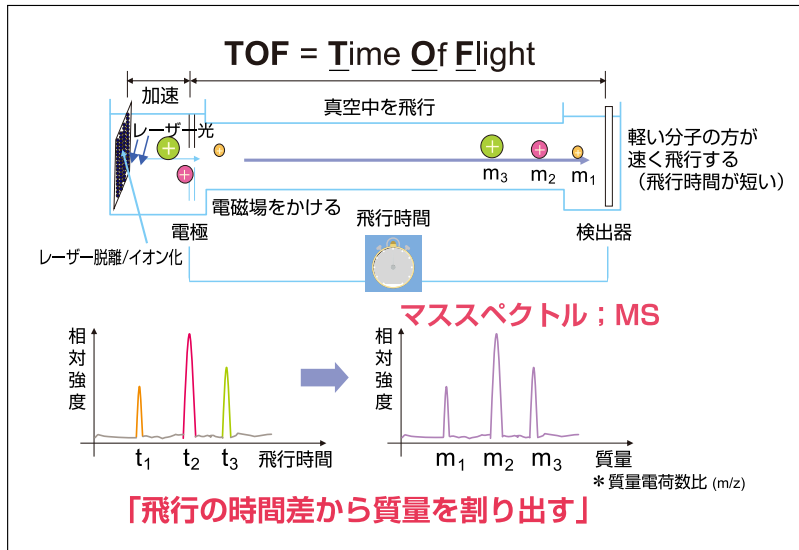 TOF = Time Of Flight
加速
真空中を飛行
レーザー光
軽い分子の方が
速く飛行する
（飛行時間が短い）
m3
m2
m1
電磁場をかける
電極
飛行時間
検出器
レーザー脱離/イオン化
マススペクトル；MS
相対強度
t1
t2
t3
飛行時間
相対強度
m1
m2
m3
質量
＊質量電荷数比 (m/z)
「飛行の時間差から質量を割り出す」